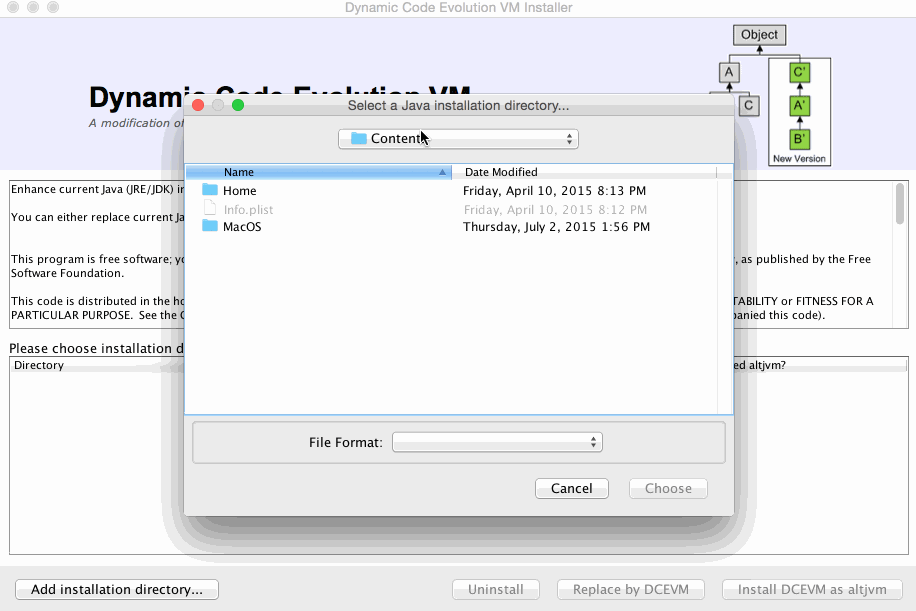 Dynamic Code Evolution VM Installer
Object
A
C'
C
A'
B'
New Version
Dynamic Code Evolution VM
A modification of
Select a Java installation directory...
Content
Name
Date Modified
Home
Friday, April 10, 2015 8:13 PM
Info.plist
Friday, April 10, 2015 8:12 PM
MacOS
Thursday, July 2, 2015 1:56 PM
File Format:
Cancel
Choose
Enhance current Java (JRE/JDK) in
You can either replace current Ja
This program is free software; yo
, as published by the Free
Software Foundation.
This code is distributed in the ho
TABILITY or FITNESS FOR A
PARTICULAR PURPOSE. See the
panied this code).
Please choose installation d
Directory
ed altjvm?
Add installation directory...
Uninstall
Replace by DCEVM
Install DCEVM as altjvm